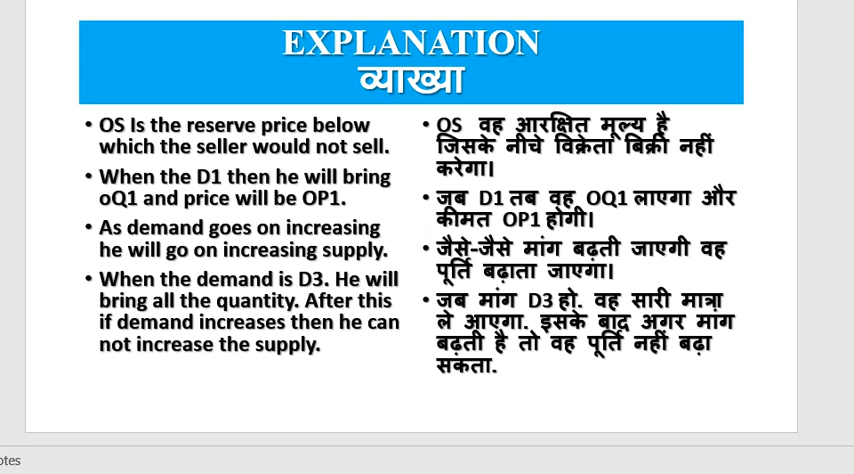 EXPLANATION
व्याख्या
• OS Is the reserve price below
which the seller would not sell.
• When the D1 then he will bring
oQ1 and price will be OP1.
• As demand goes on increasing
he will go on increasing supply.
• When the demand is D3. He will
bring all the quantity. After this
if demand increases then he can
not increase the supply.
• OS वह आरक्षित मूल्य है
जिसके नीचे विक्रेता बिक्री नहीं
करेगा।
• जब D1 तब वह OQ1 लाएगा और
कीमत OP1 होगी।
• जैसे-जैसे मांग बढ़ती जाएगी वह
पूर्ति बढ़ाता जाएगा।
• जब मांग D3 हो. वह सारी मात्रा
ले आएगा. इसके बाद अगर मांग
बढ़ती है तो वह पूर्ति नहीं बढ़ा
सकता.
otes